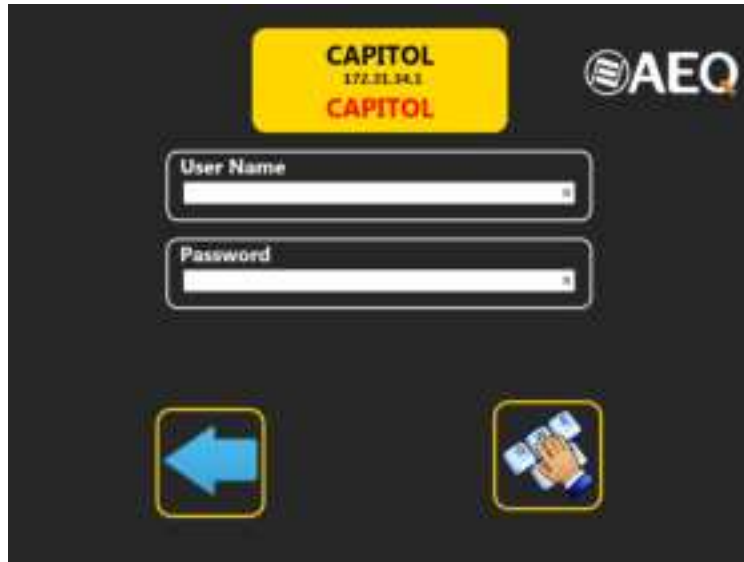 CAPITOL
172.31.34.1
CAPITOL
AEQ
User Name
Password